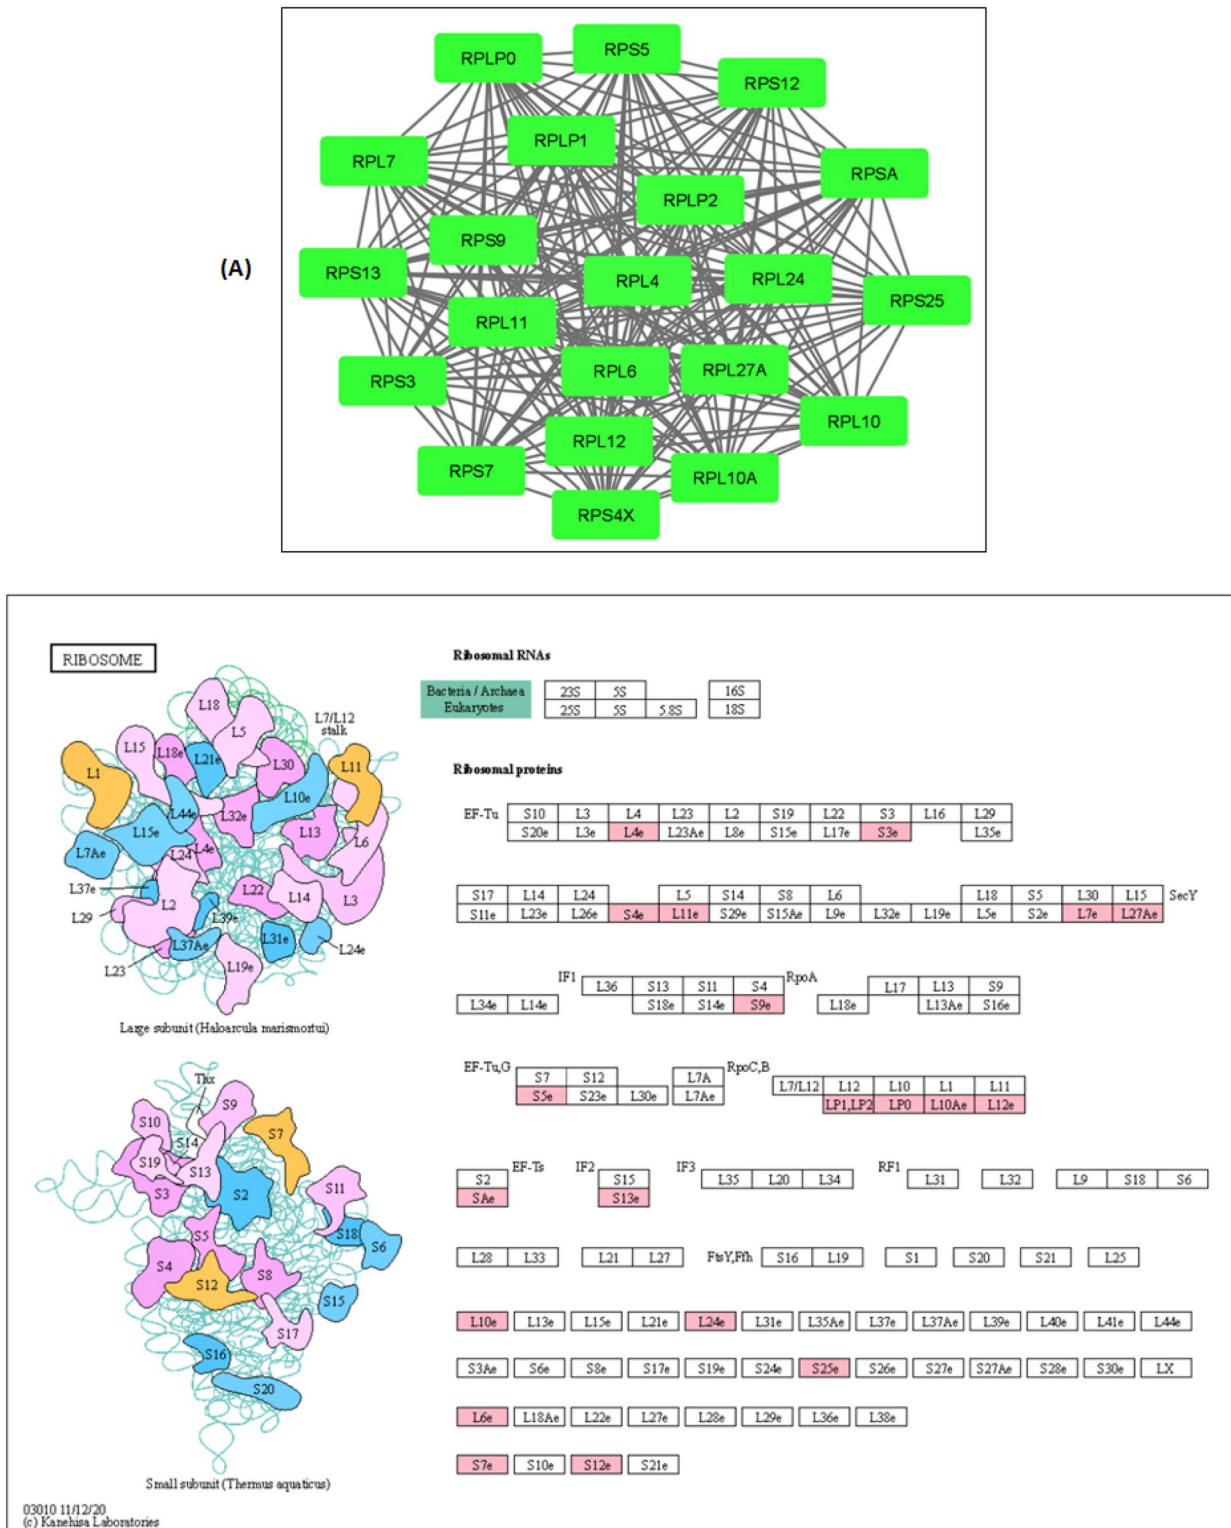 RPLP0
RPS5
RPS12
RPL7
RPLP1
RPSA
RPLP2
RPS9
(A)
RPS13
RPL4
RPL24
RPS25
RPL11
RPS3
RPL6
RPL27A
RPL10
RPL12
RPS7
RPL10A
RPS4X
RIBOSOME
Ribosomal RNAs
Bacteria / Archaea 23S 5S 16S
Eukaryotes 25S 5S 5.8S 18S
L18
L5
L7/L12
stalk
L15
L18e
L21e
L30
L1
L11
L10e
L44e
L32e
L15e
L13
L6
L7Ae
L24
L4e
L37e
L22
L14
L3
L29
L2
L39e
L37Ae
L31e
L24e
L23
L19e
Large subunit (Haloarcula marismortui)
Ribosomal proteins
EF-Tu S10 L3 L4 L23 L2 S19 L22 S3 L16 L29
S20e L3e L4e L23Ae L8e S15e L17e S3e L35e
S17 L14 L24 L5 S14 S8 L6 L18 S5 L30 L15 SecY
S11e L23e L26e S4e L11e S29e S15Ae L9e L32e L19e L5e S2e L7e L27Ae
IF1 L36 S13 S11 S4 RpoA L17 L13 S9
L34e L14e S18e S14e S9e L18e L13Ae S16e
EF-Tu,G S7 S12 L7A RpoC,B L7/L12 L12 L10 L1 L11
S5e S23e L30e L7Ae LP1,LP2 LP0 L10Ae L12e
S2 EF-Ts IF2 S15 IF3 L35 L20 L34 RF1 L31 L32 L9 S18 S6
SAe S13e
L28 L33 L21 L27 FtsY,Ffh S16 L19 S1 S20 S21 L25
L10e L13e L15e L21e L24e L31e L35Ae L37e L37Ae L39e L40e L41e L44e
S3Ae S6e S8e S17e S19e S24e S25e S26e S27e S27Ae S28e S30e LX
L6e L18Ae L22e L27e L28e L29e L36e L38e
S7e S10e S12e S21e
Thx
S9
S10
S7
S14
S19
S13
S3
S2
S11
S18
S6
S5
S4
S8
S12
S15
S17
S16
S20
Small subunit (Thermus aquaticus)
03010 11/12/20
(c) Kanehisa Laboratories